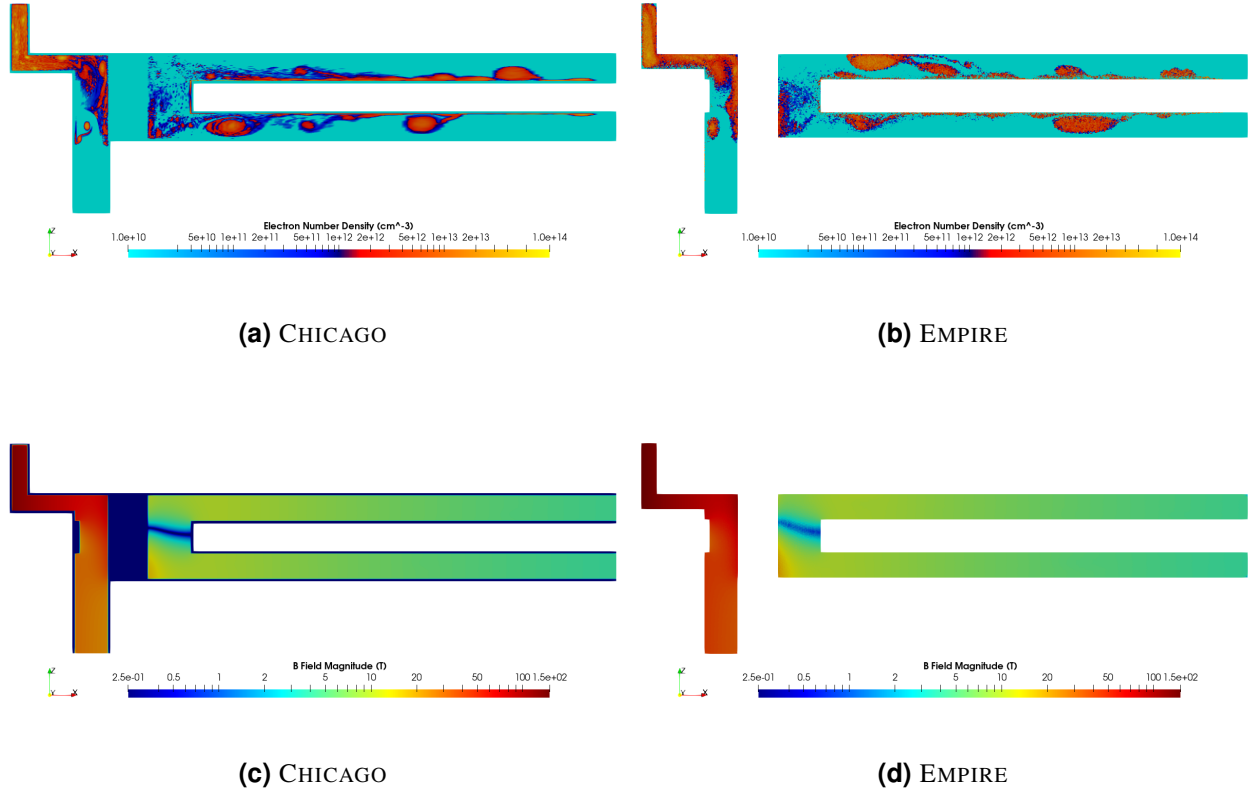 Electron Number Density (cm^-3)
1.0e+10 5e+10 1e+11 2e+11 5e+11 1e+12 2e+12 5e+12 1e+13 2e+13 1.0e+14
Z
Y X
(a) CHICAGO
Electron Number Density (cm^-3)
1.0e+10 5e+10 1e+11 2e+11 5e+11 1e+12 2e+12 5e+12 1e+13 2e+13 1.0e+14
Z
Y X
(b) EMPIRE
B Field Magnitude (T)
2.5e-01 0.5 1 2 5 10 20 50 100 1.5e+02
Z
Y X
(c) CHICAGO
B Field Magnitude (T)
2.5e-01 0.5 1 2 5 10 20 50 100 1.5e+02
Z
Y X
(d) EMPIRE